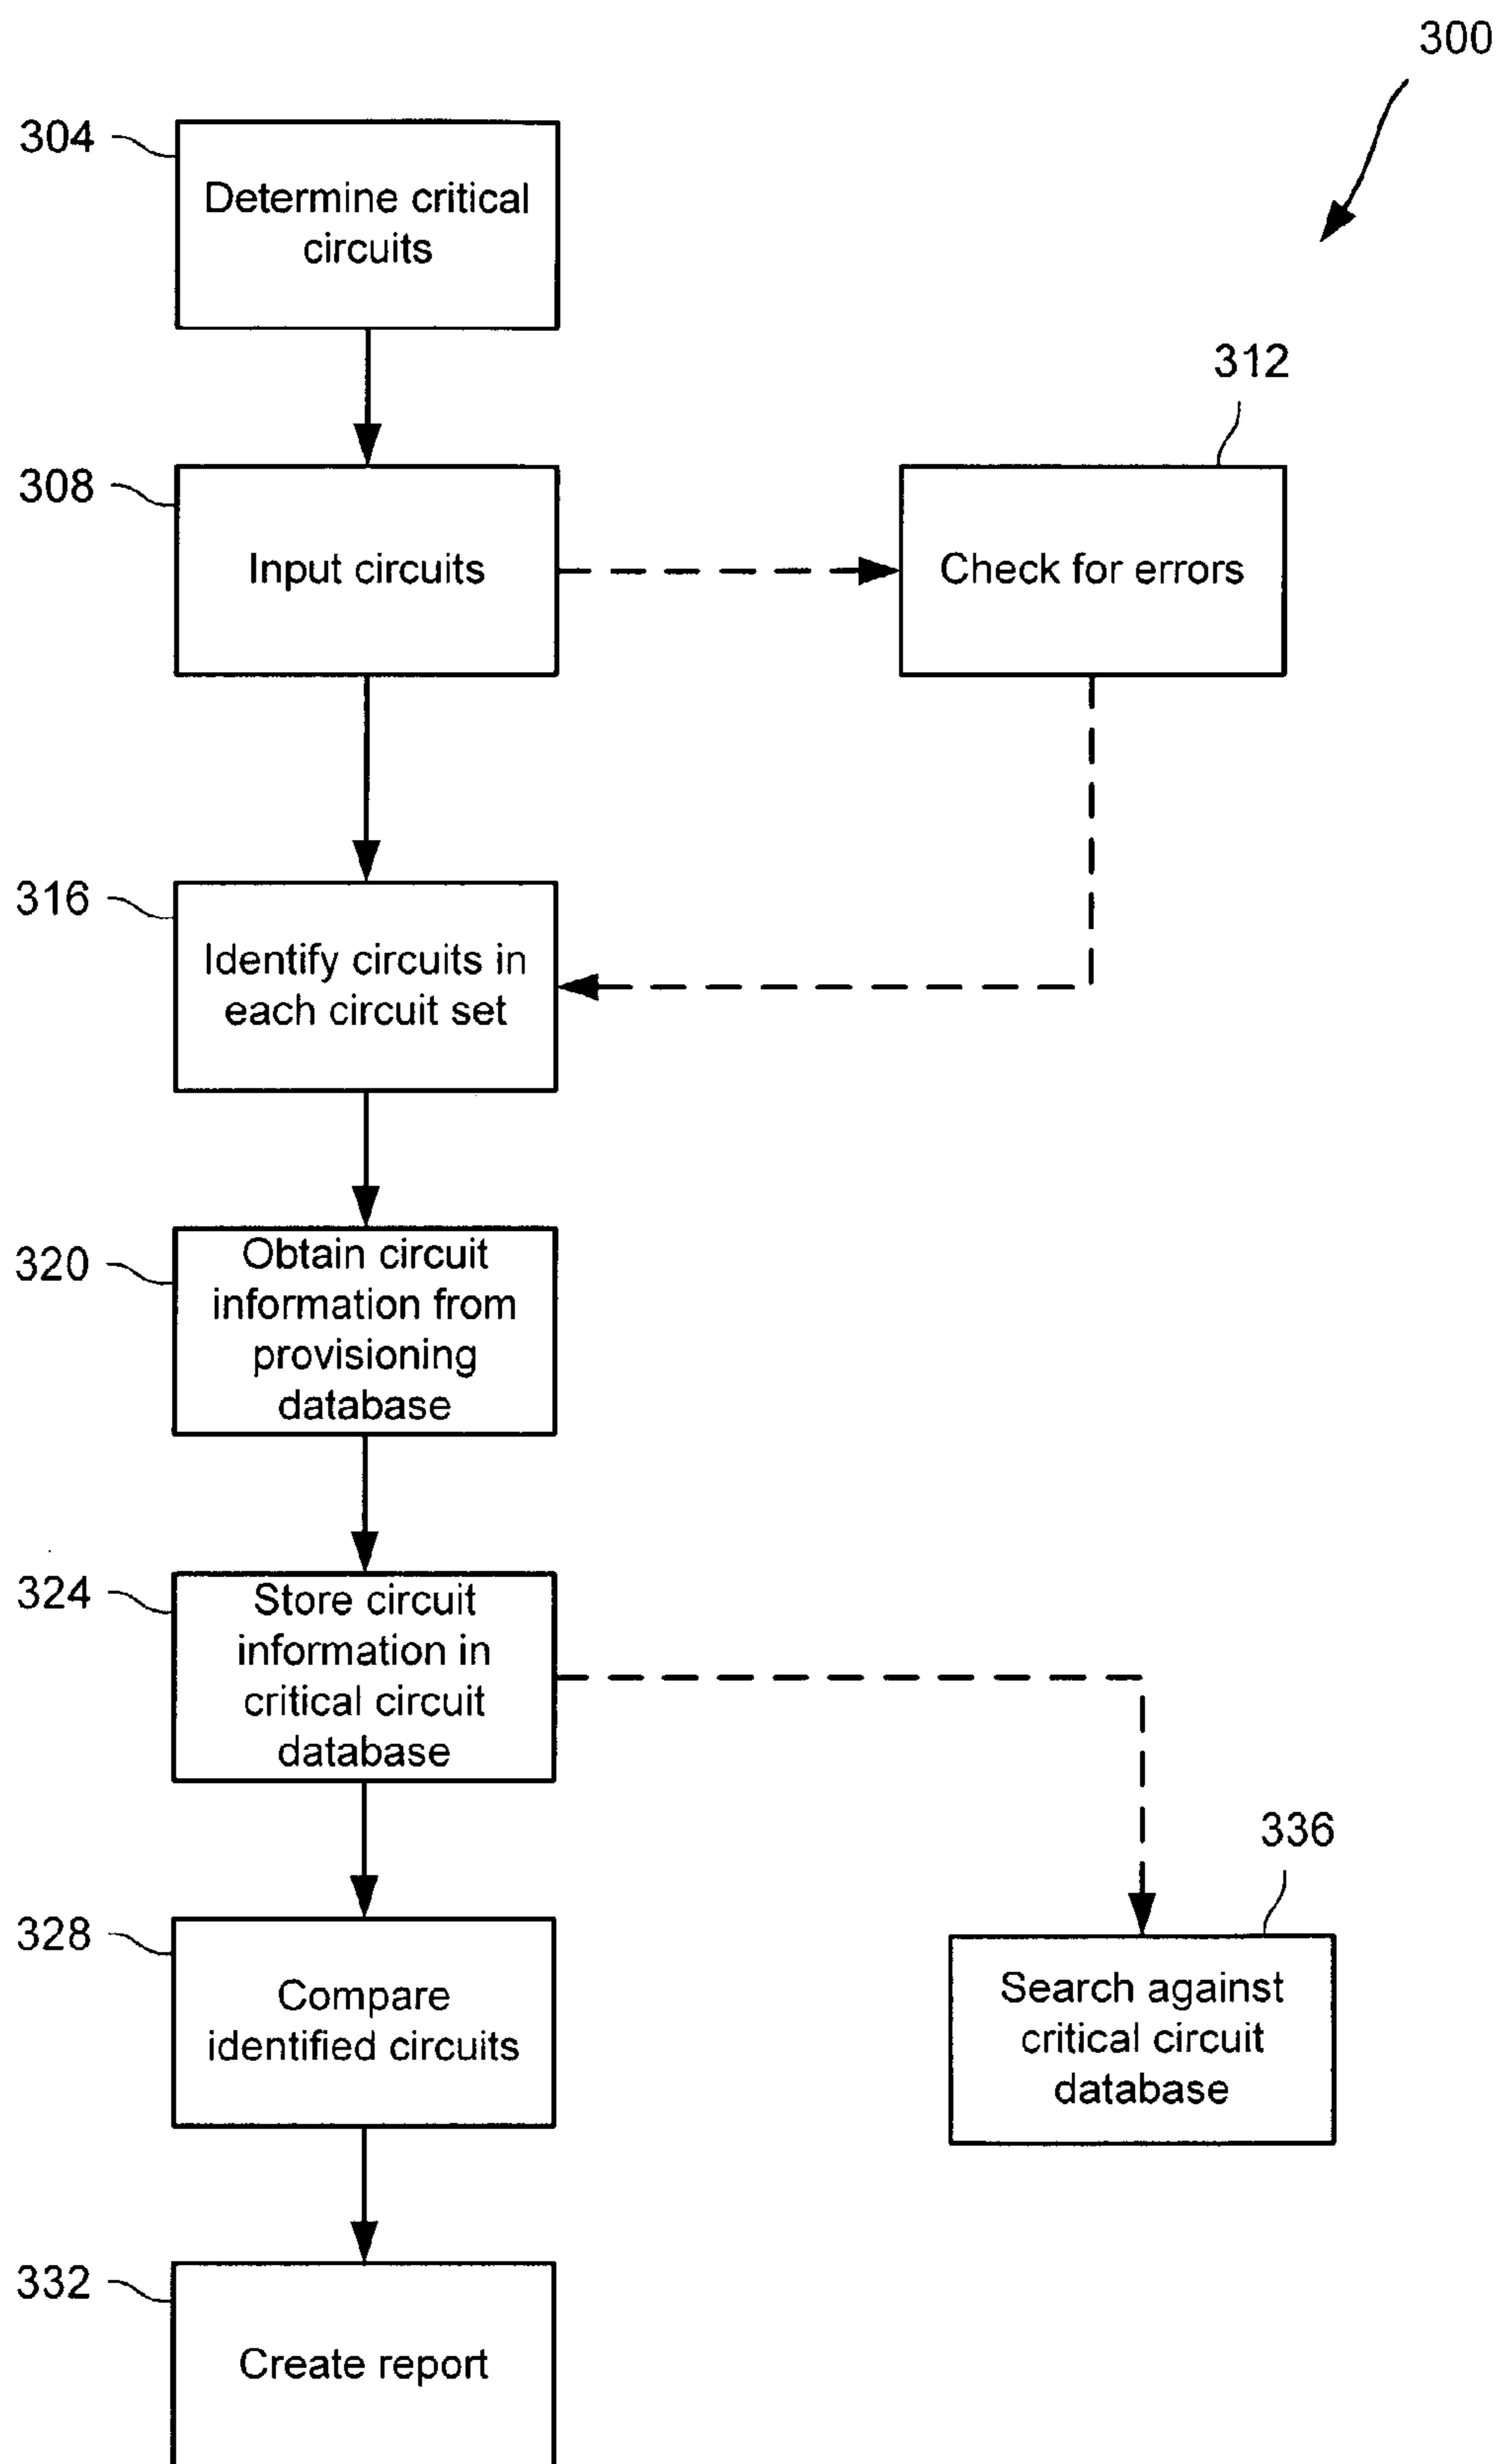 300
304
Determine critical
circuits
312
308
Input circuits
Check for errors
316
Identify circuits in
each circuit set
320
Obtain circuit
information from
provisioning
database
324
Store circuit
information in
critical circuit
database
336
328
Compare
identified circuits
Search against
critical circuit
database
332
Create report